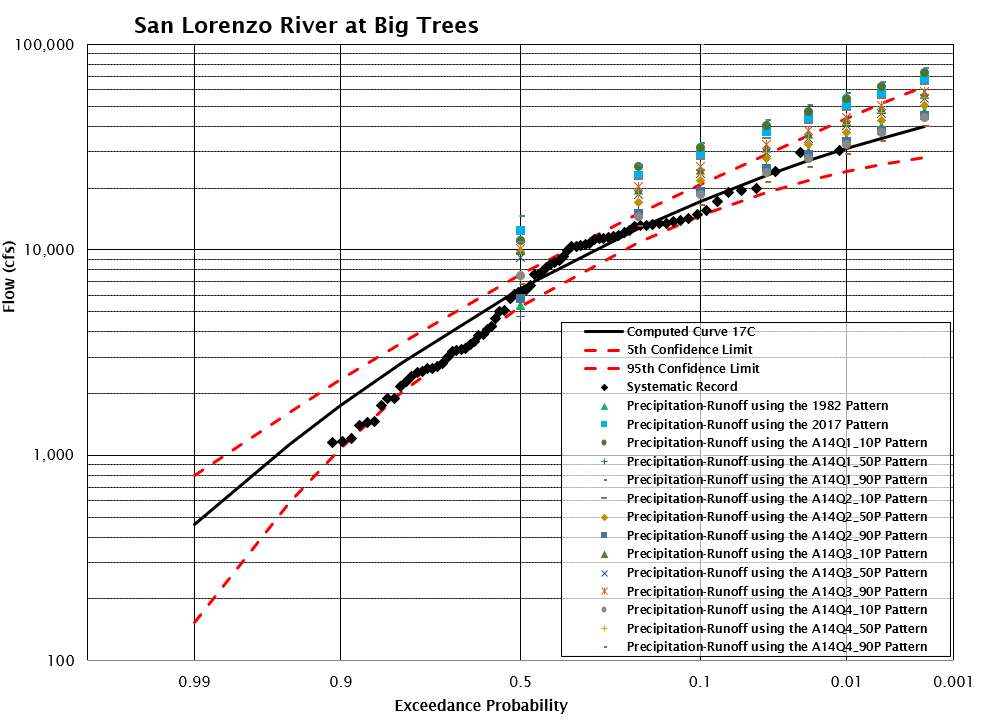 San Lorenzo River at Big Trees
100,000
10,000
1,000
100
Flow (cfs)
Computed Curve 17C
5th Confidence Limit
95th Confidence Limit
Systematic Record
Precipitation-Runoff using the 1982 Pattern
Precipitation-Runoff using the 2017 Pattern
Precipitation-Runoff using the A14Q1_10P Pattern
Precipitation-Runoff using the A14Q1_50P Pattern
Precipitation-Runoff using the A14Q1_90P Pattern
Precipitation-Runoff using the A14Q2_10P Pattern
Precipitation-Runoff using the A14Q2_50P Pattern
Precipitation-Runoff using the A14Q2_90P Pattern
Precipitation-Runoff using the A14Q3_10P Pattern
Precipitation-Runoff using the A14Q3_50P Pattern
Precipitation-Runoff using the A14Q3_90P Pattern
Precipitation-Runoff using the A14Q4_10P Pattern
Precipitation-Runoff using the A14Q4_50P Pattern
Precipitation-Runoff using the A14Q4_90P Pattern
0.99 0.9 0.5 0.1 0.01 0.001
Exceedance Probability